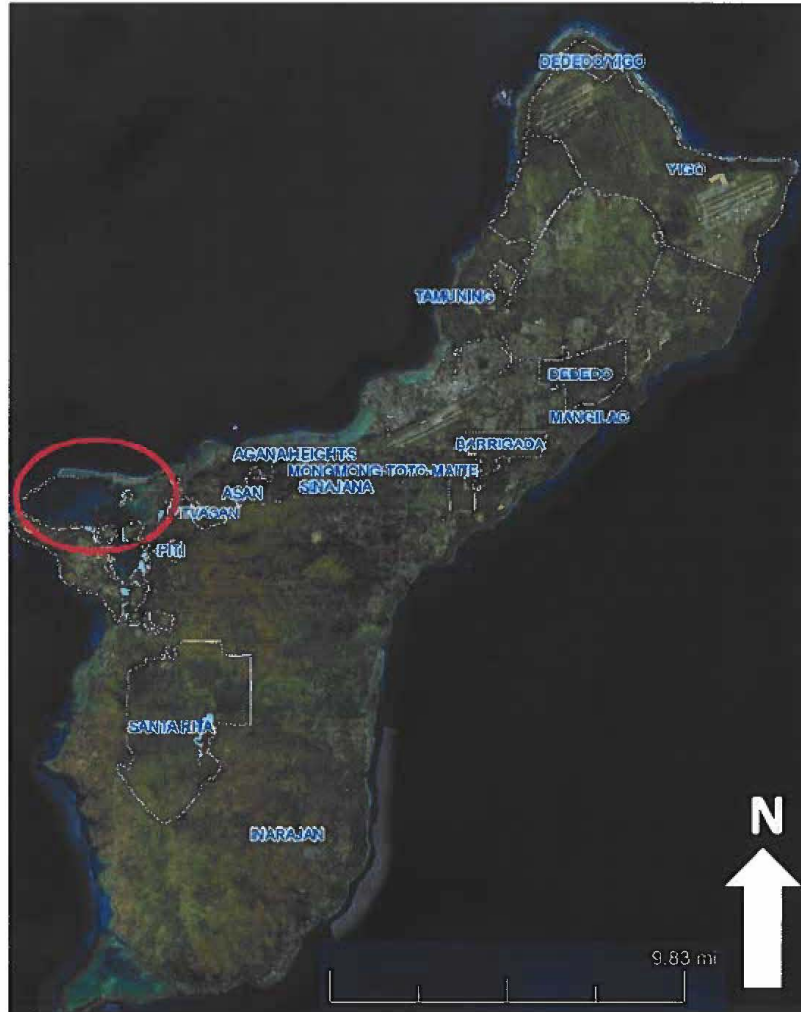 DEDEDO/YIGO
YIGO
TAMUNING
DEDEDO
MANGILAO
BARRIGADA
AGANA HEIGHTS
MONGMONG-TOTO-MAITE
SINAJANA
ASAN
PITI
SANTA RITA
INARAJAN
N
9.83 mi